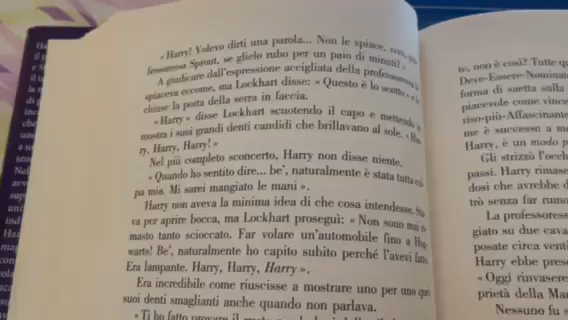 « Harry! Volevo dirti una parola... Non le spiace, vero,
fessoressa Sprout, se glielo rubo per un paio di minuti? »
A giudicare dall'espressione accigliata della professoressa
spiaceva eccome, ma Lockhart disse: « Questo è lo scotto » e
chiuse la porta della serra in faccia.
« Harry » disse Lockhart scuotendo il capo e mettendo
mostra i suoi grandi denti candidi che brillavano al sole. « Har-
ry, Harry, Harry! »
Nel più completo sconcerto, Harry non disse niente.
« Quando ho sentito dire... be', naturalmente è stata tutta col-
pa mia. Mi sarei mangiato le mani ».
Harry non aveva la minima idea di che cosa intendesse. Sta-
va per aprire bocca, ma Lockhart proseguì: « Non sono mai ri-
masto tanto scioccato. Far volare un'automobile fino a Hog-
warts! Be', naturalmente ho capito subito perché l'avevi fatto.
Era lampante. Harry, Harry, Harry ».
Era incredibile come riuscisse a mostrare uno per uno quei
suoi denti smaglianti anche quando non parlava.
« Ti ho fatto
te, non è così? Tutte
Deve-Essere-Nominato
forma di saetta sulla
piacevole come vince
riso-più-Affascinante
me è successo a
Harry, è un modo
Gli strizzò l'occh
passi. Harry rimase
dosi che avrebbe d
trò senza far rumo
La professoress
giato su due cava
posate circa venti
Harry ebbe prese
« Oggi rinvasere
prietà della Man
Nessuno fu s